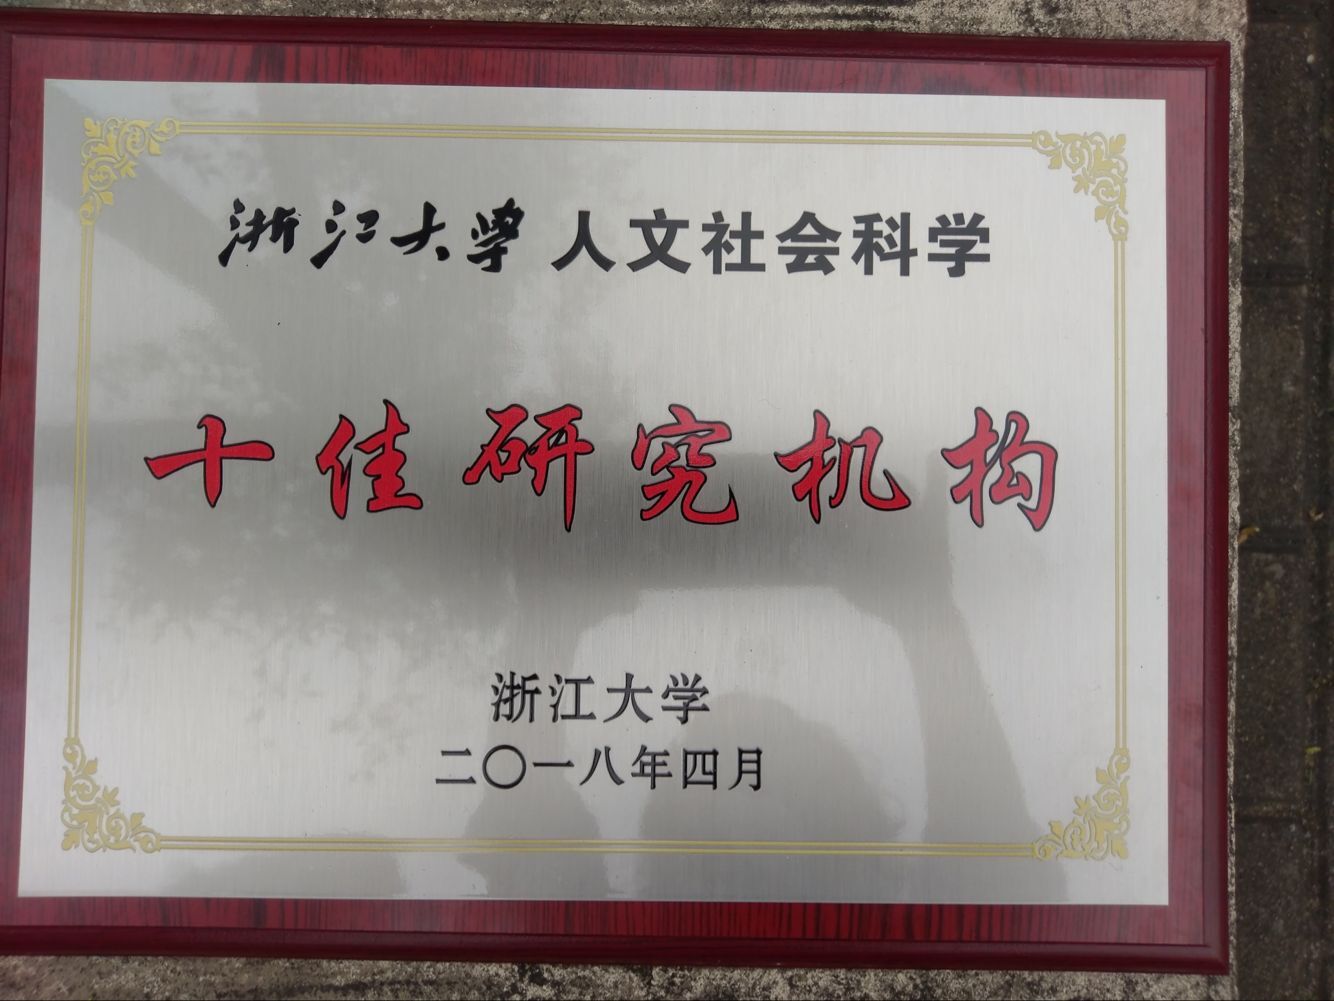 浙江大学 人文社会科学
十佳研究机构
浙江大学
二〇一八年四月